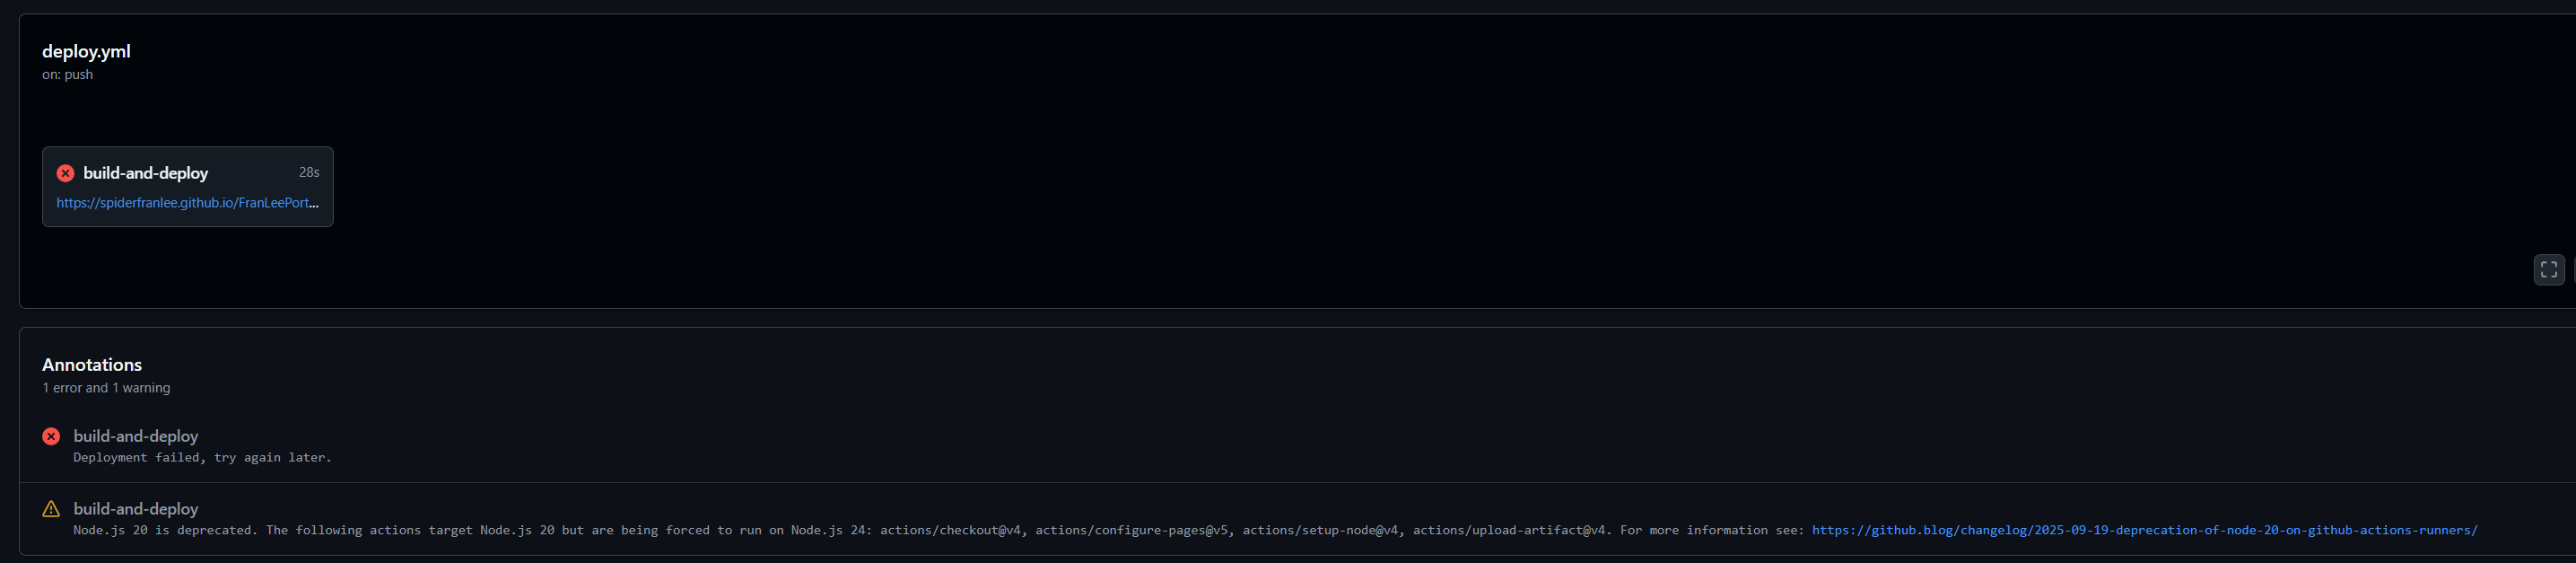 deploy.yml
on: push
build-and-deploy 28s
https://spiderfranlee.github.io/FranLeePort...
Annotations
1 error and 1 warning
build-and-deploy
Deployment failed, try again later.
build-and-deploy
Node.js 20 is deprecated. The following actions target Node.js 20 but are being forced to run on Node.js 24: actions/checkout@v4, actions/configure-pages@v5, actions/setup-node@v4, actions/upload-artifact@v4. For more information see: https://github.blog/changelog/2025-09-19-deprecation-of-node-20-on-github-actions-runners/